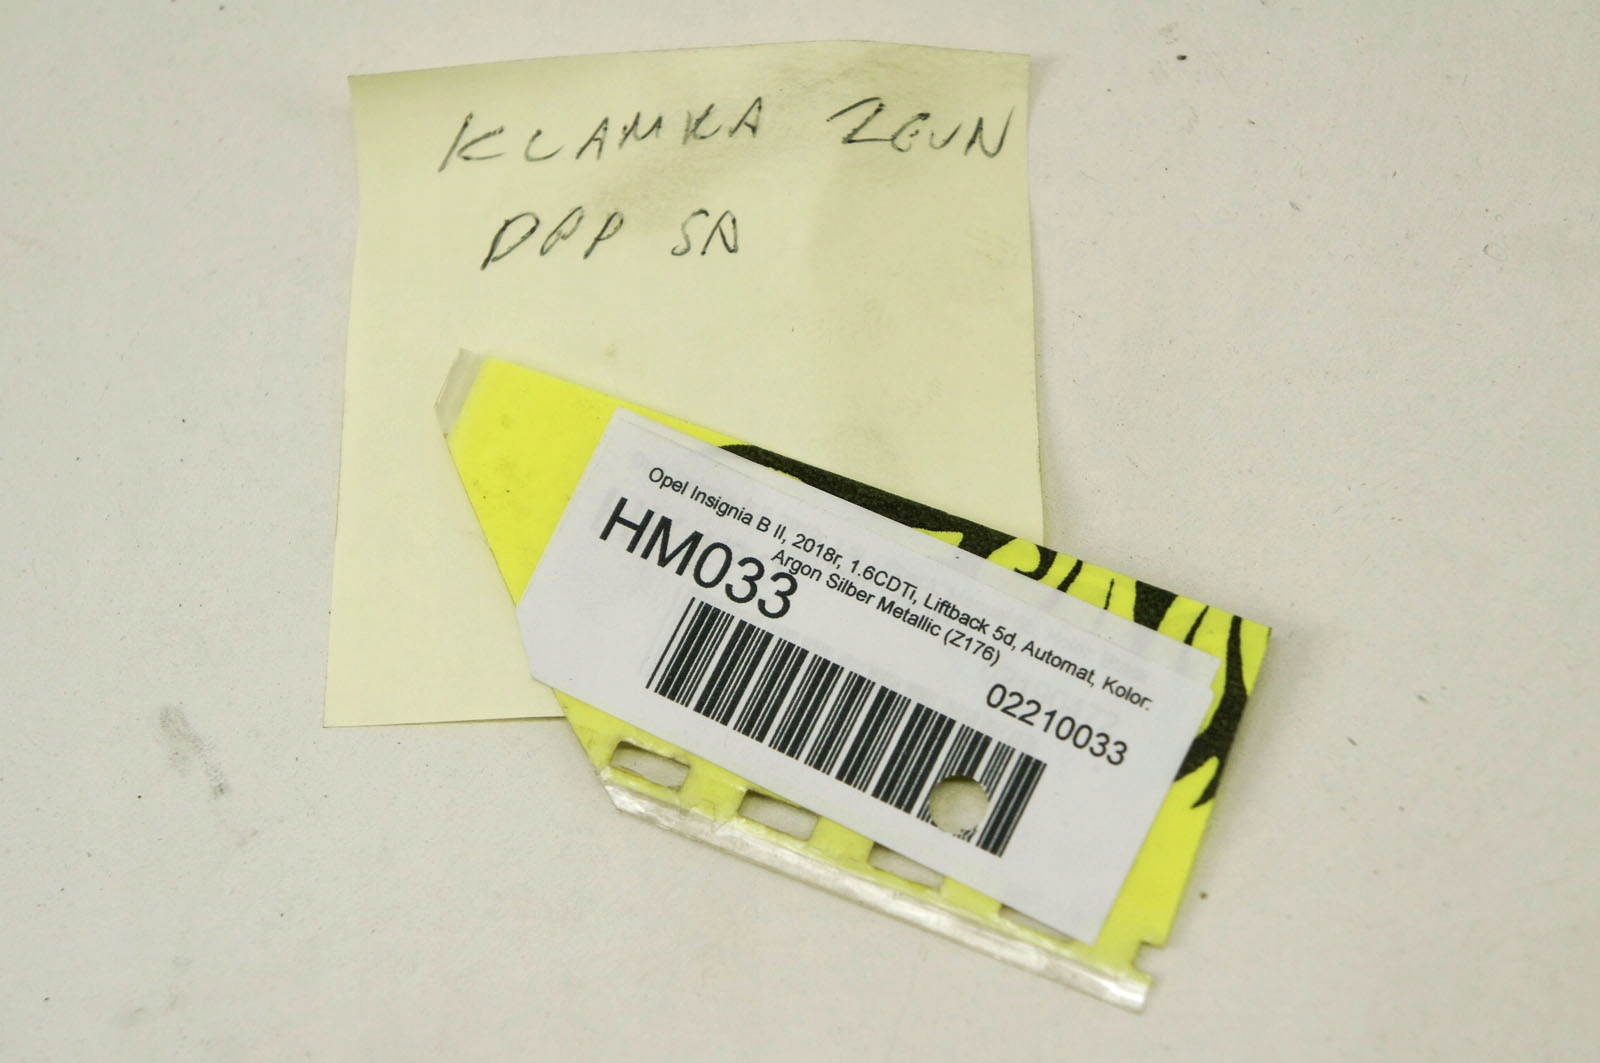 KLAMKA ZEWN
DPP SA
Opel Insignia B II, 2018r, 1.6CDTi, Liftback 5d, Automat, Kolor:
Argon Silber Metallic (Z176)
HM033
02210033